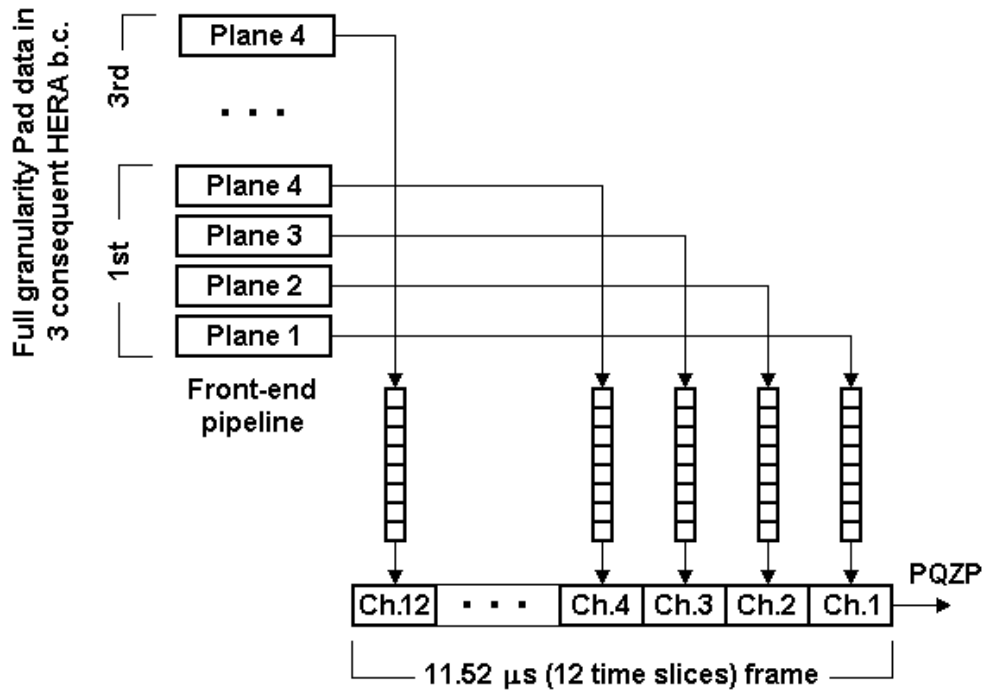 Full granularity Pad data in
3 consequent HERA b.c.
3rd
Plane 4
. . .
1st
Plane 4
Plane 3
Plane 2
Plane 1
Front-end
pipeline
PQZP
Ch.12 . . . Ch.4 Ch.3 Ch.2 Ch.1
11.52 μs (12 time slices) frame